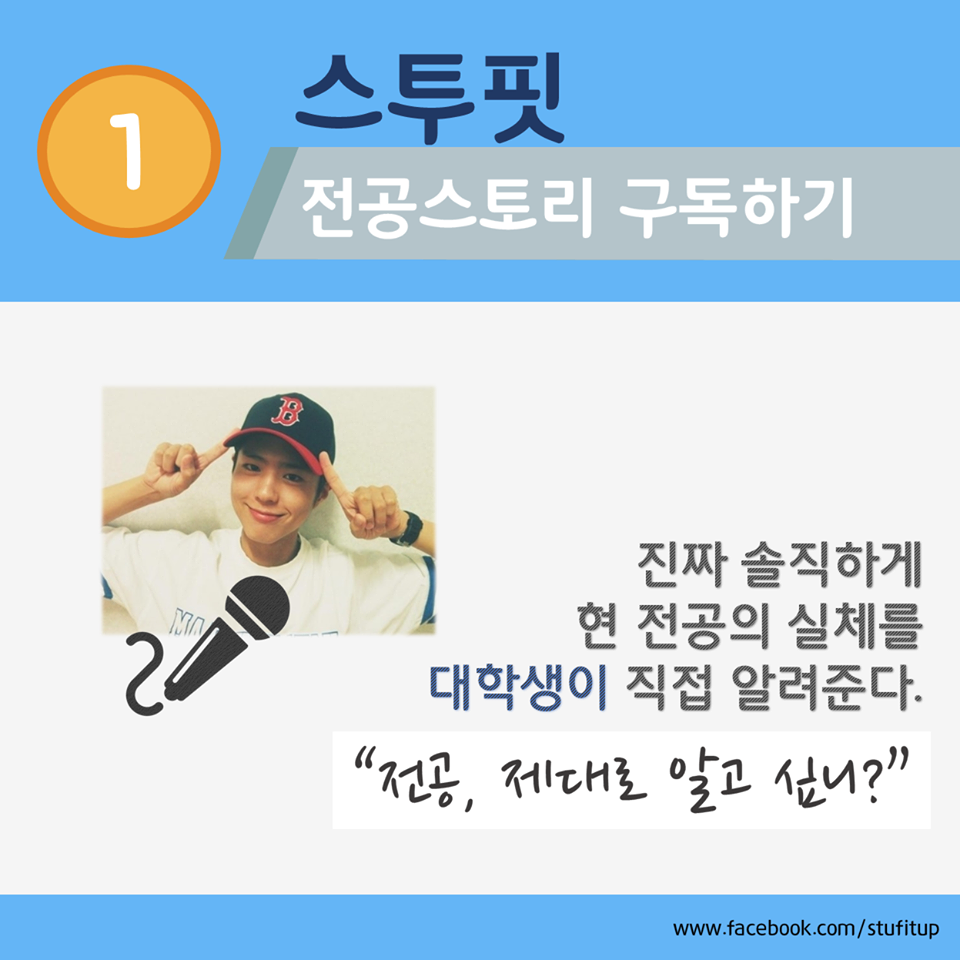 1
스투핏
전공스토리 구독하기
B
진짜 솔직하게
현 전공의 실체를
대학생이 직접 알려준다.
“전공, 제대로 알고 싶니?”
www.facebook.com/stufitup